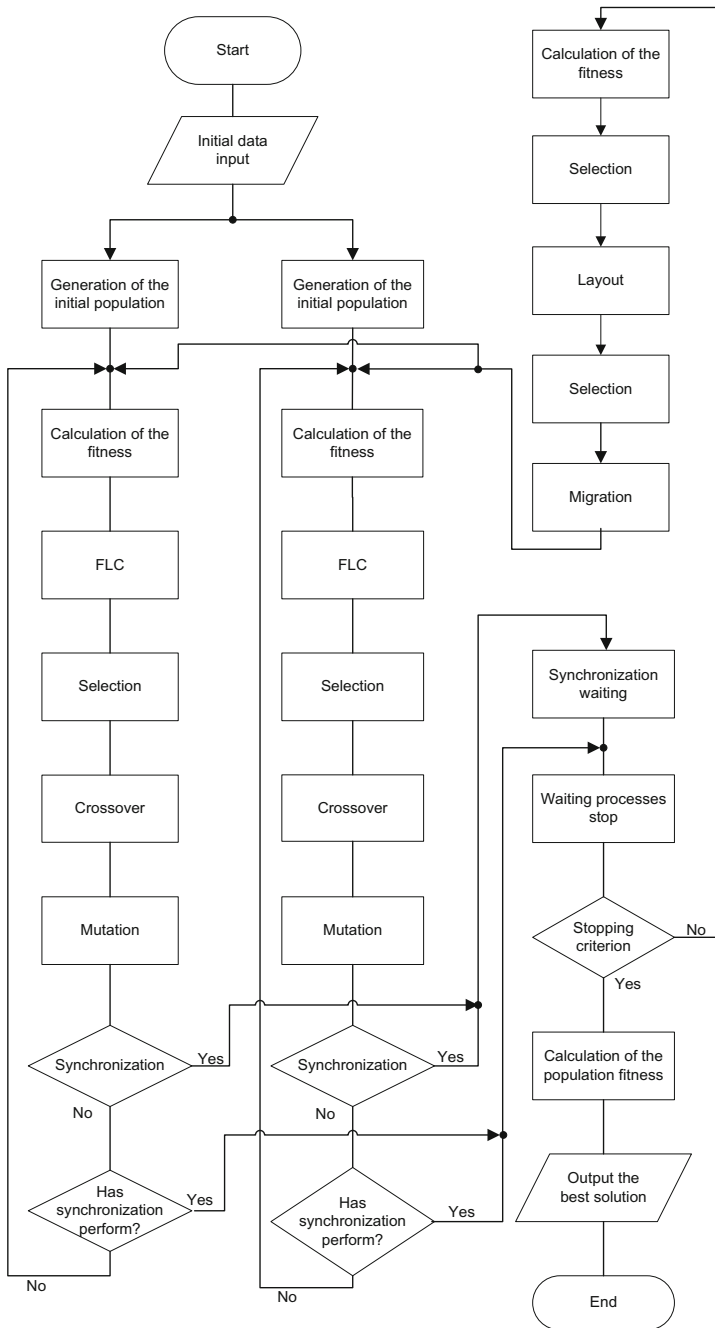 Start
Initial data
input
Generation of the
initial population
Calculation of the
fitness
FLC
Selection
Crossover
Mutation
Synchronization
Yes
No
Has
synchronization
perform?
Yes
No
Generation of the
initial population
Calculation of the
fitness
FLC
Selection
Crossover
Mutation
Synchronization
Yes
No
Has
synchronization
perform?
Yes
No
Calculation of the
fitness
Selection
Layout
Selection
Migration
Synchronization
waiting
Waiting processes
stop
Stopping
criterion
No
Yes
Calculation of the
population fitness
Output the
best solution
End